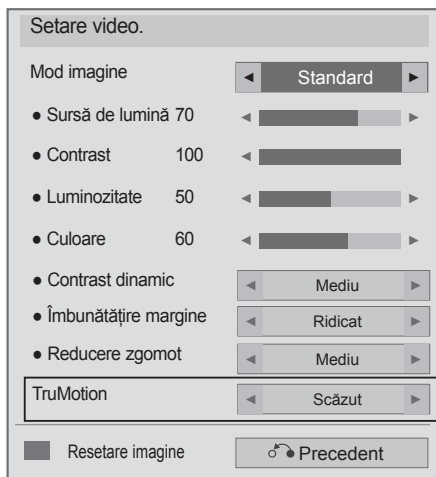 Setare video.
Mod imagine ◄ Standard ►
● Sursă de lumină 70 ◄ ►
● Contrast 100 ◄
● Luminozitate 50 ◄ ►
● Culoare 60 ◄ ►
● Contrast dinamic ◄ Mediu ►
● Îmbunătăţire margine ◄ Ridicat ►
● Reducere zgomot ◄ Mediu ►
TruMotion ◄ Scăzut ►
Resetare imagine Precedent